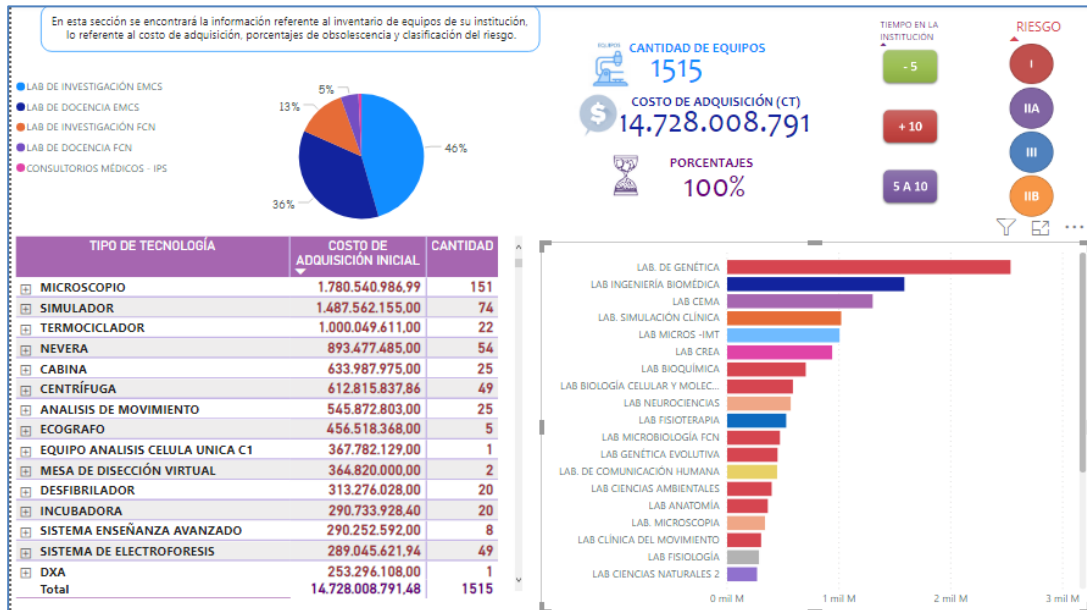 En esta sección se encontrará la información referente al inventario de equipos de su institución,
lo referente al costo de adquisición, porcentajes de obsolescencia y clasificación del riesgo.
LAB DE INVESTIGACIÓN EMCS
LAB DE DOCENCIA EMCS
LAB DE INVESTIGACIÓN FCN
LAB DE DOCENCIA FCN
CONSULTORIOS MÉDICOS - IPS
5%
13%
46%
36%
EQUIPOS
CANTIDAD DE EQUIPOS
1515
COSTO DE ADQUISICIÓN (CT)
14.728.008.791
PORCENTAJES
100%
TIEMPO EN LA
INSTITUCIÓN
- 5
+ 10
5 A 10
RIESGO
I
IIA
III
IIB
TIPO DE TECNOLOGÍA COSTO DE ADQUISICIÓN INICIAL CANTIDAD
MICROSCOPIO 1.780.540.986,99 151
SIMULADOR 1.487.562.155,00 74
TERMOCICLADOR 1.000.049.611,00 22
NEVERA 893.477.485,00 54
CABINA 633.987.975,00 25
CENTRÍFUGA 612.815.837,86 49
ANALISIS DE MOVIMIENTO 545.872.803,00 25
ECOGRAFO 456.518.368,00 5
EQUIPO ANALISIS CELULA UNICA C1 367.782.129,00 1
MESA DE DISECCIÓN VIRTUAL 364.820.000,00 2
DESFIBRILADOR 313.276.028,00 20
INCUBADORA 290.733.928,40 20
SISTEMA ENSEÑANZA AVANZADO 290.252.592,00 8
SISTEMA DE ELECTROFORESIS 289.045.621,94 49
DXA 253.296.108,00 1
Total 14.728.008.791,48 1515
LAB. DE GENÉTICA
LAB INGENIERÍA BIOMÉDICA
LAB CEMA
LAB. SIMULACIÓN CLÍNICA
LAB MICROS -IMT
LAB CREA
LAB BIOQUÍMICA
LAB BIOLOGÍA CELULAR Y MOLEC...
LAB NEUROCIENCIAS
LAB FISIOTERAPIA
LAB MICROBIOLOGÍA FCN
LAB GENÉTICA EVOLUTIVA
LAB. DE COMUNICACIÓN HUMANA
LAB CIENCIAS AMBIENTALES
LAB ANATOMÍA
LAB. MICROSCOPIA
LAB CLÍNICA DEL MOVIMIENTO
LAB FISIOLOGÍA
LAB CIENCIAS NATURALES 2
0 mil M 1 mil M 2 mil M 3 mil M